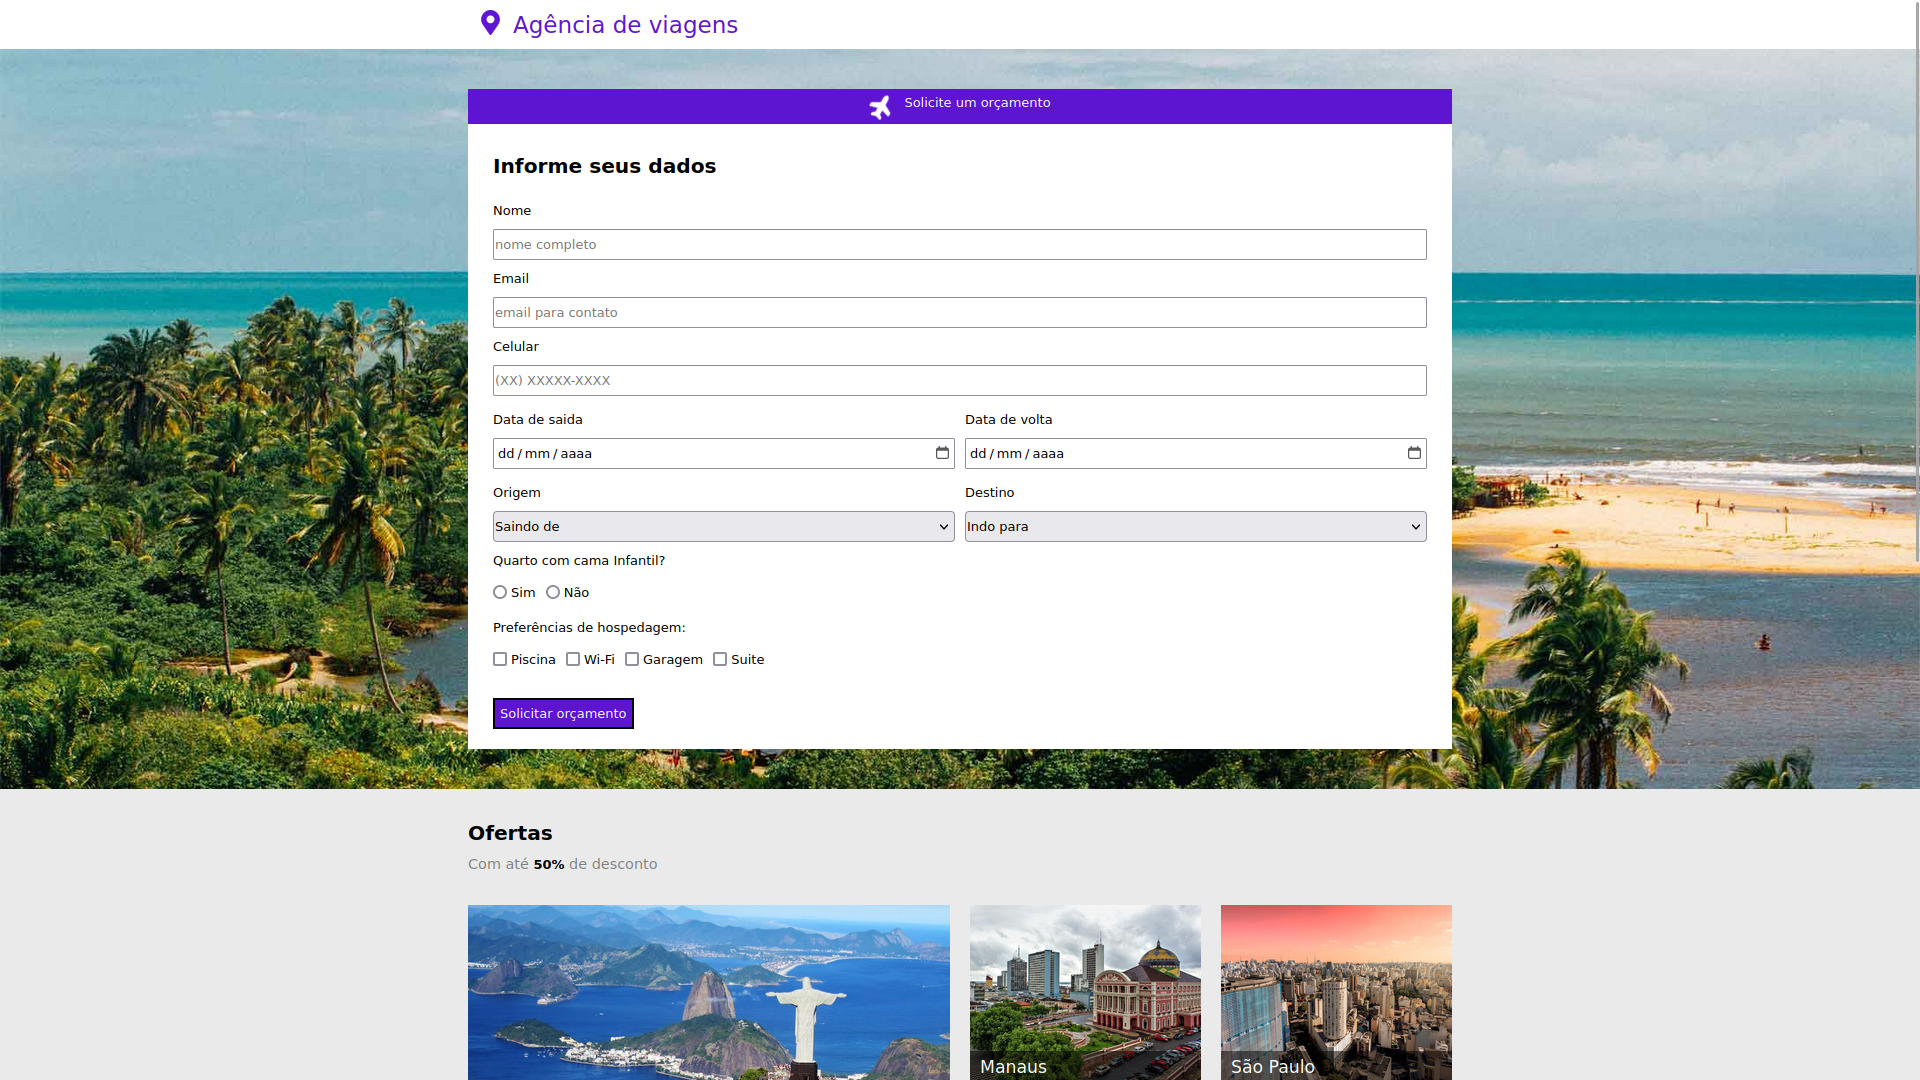 Agência de viagens
Solicite um orçamento
Informe seus dados
Nome
nome completo
Email
email para contato
Celular
(XX) XXXXX-XXXX
Data de saida Data de volta
dd/mm/aaaa dd/mm/aaaa
Origem Destino
Saindo de Indo para
Quarto com cama Infantil?
Sim Não
Preferências de hospedagem:
Piscina Wi-Fi Garagem Suite
Solicitar orçamento
Ofertas
Com até 50% de desconto
Manaus São Paulo